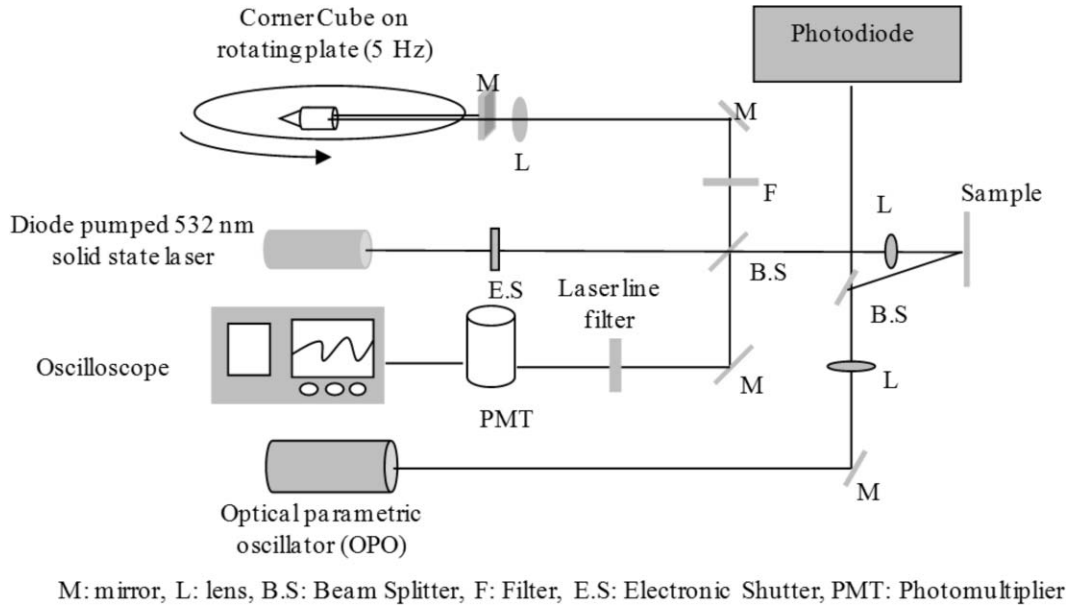 Corner Cube on
rotating plate (5 Hz)
Photodiode
M
M
L
F
Sample
L
Diode pumped 532 nm
solid state laser
E.S
B.S
Laser line
filter
B.S
Oscilloscope
PMT
M
L
M
Optical parametric
oscillator (OPO)
M: mirror, L: lens, B.S: Beam Splitter, F: Filter, E.S: Electronic Shutter, PMT: Photomultiplier